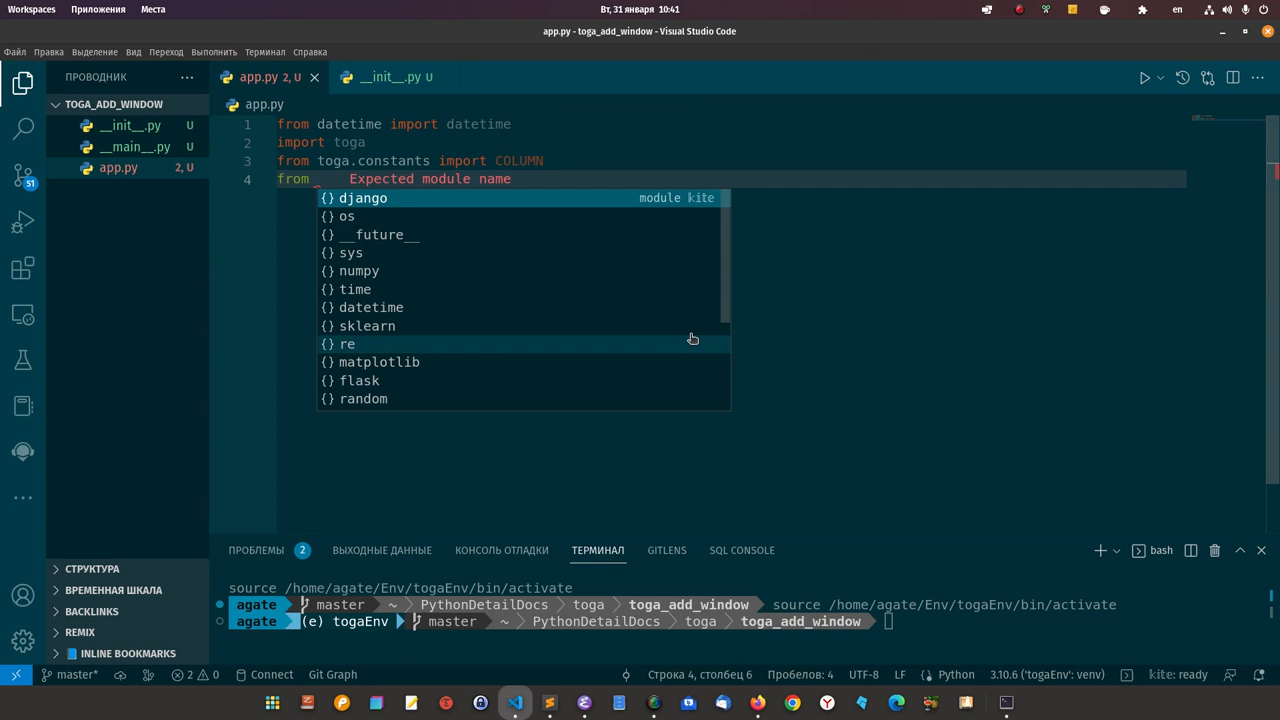 Workspaces Приложения Места Вт, 31 января 10:41 en
app.py - toga_add_window - Visual Studio Code
Файл Правка Выделение Вид Переход Выполнить Терминал Справка
ПРОВОДНИК
app.py 2, U
__init__.py U
TOGA_ADD_WINDOW
__init__.py U
__main__.py U
app.py 2, U
app.py
1 from datetime import datetime
2 import toga
3 from toga.constants import COLUMN
4 from Expected module name
{} django module kite
{} os
{} __future__
{} sys
{} numpy
{} time
{} datetime
{} sklearn
{} re
{} matplotlib
{} flask
{} random
51
СТРУКТУРА
ВРЕМЕННАЯ ШКАЛА
BACKLINKS
REMIX
INLINE BOOKMARKS
ПРОБЛЕМЫ 2 ВЫХОДНЫЕ ДАННЫЕ КОНСОЛЬ ОТЛАДКИ ТЕРМИНАЛ GITLENS SQL CONSOLE bash
source /home/agate/Env/togaEnv/bin/activate
agate master ~ PythonDetailDocs toga toga_add_window source /home/agate/Env/togaEnv/bin/activate
agate (e) togaEnv master ~ PythonDetailDocs toga toga_add_window
master* 2 0 Connect Git Graph Строка 4, столбец 6 Пробелов: 4 UTF-8 LF Python 3.10.6 ('togaEnv': venv) kite: ready